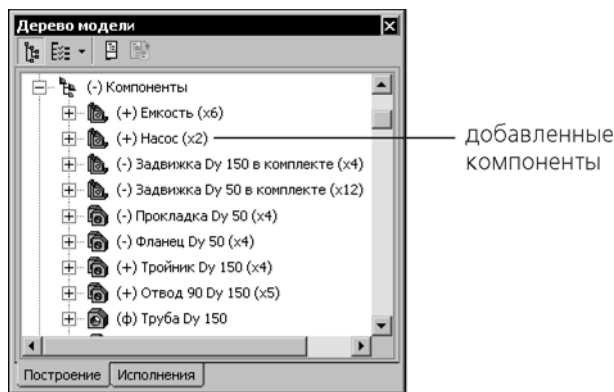 Дерево модели
(-) Компоненты
(+) Емкость (x6)
(+) Насос (x2)
добавленные
компоненты
(-) Задвижка Dy 150 в комплекте (x4)
(-) Задвижка Dy 50 в комплекте (x12)
(-) Прокладка Dy 50 (x4)
(-) Фланец Dy 50 (x4)
(+) Тройник Dy 150 (x4)
(+) Отвод 90 Dy 150 (x5)
(ф) Труба Dy 150
Построение
Исполнения